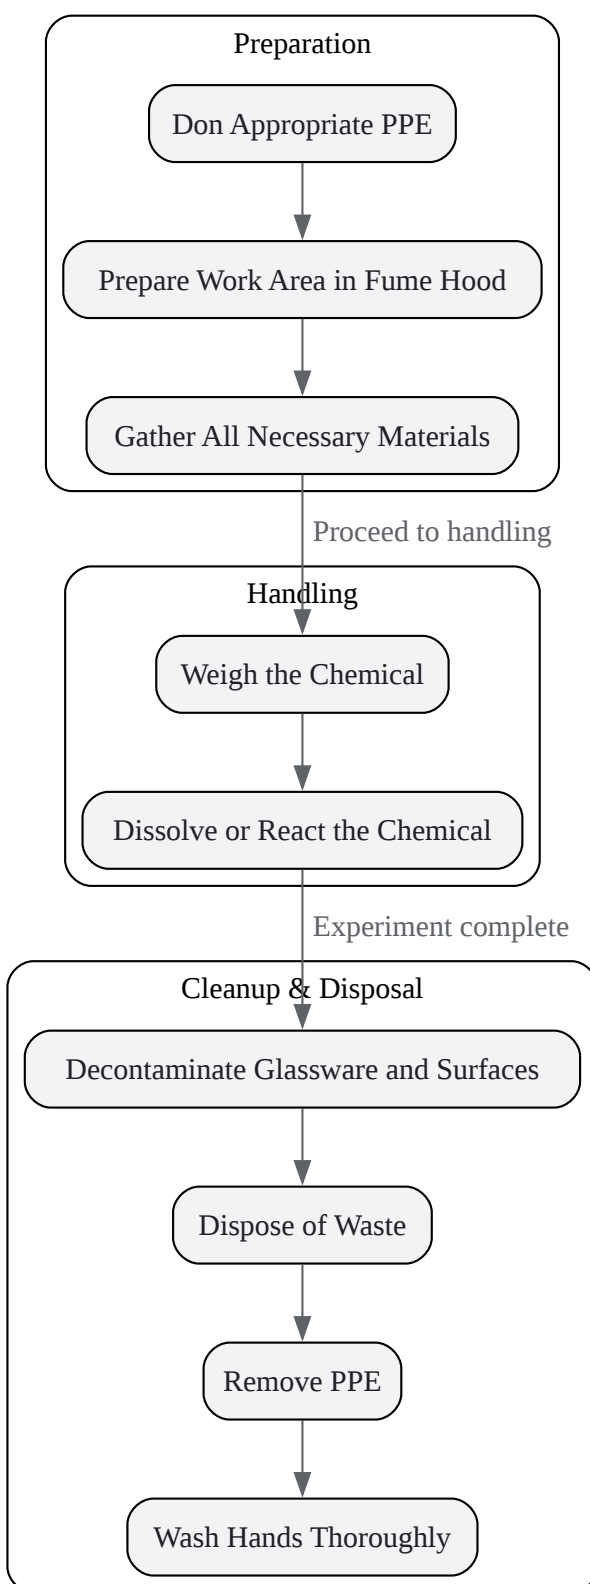 Preparation
Don Appropriate PPE
Prepare Work Area in Fume Hood
Gather All Necessary Materials
Proceed to handling
Handling
Weigh the Chemical
Dissolve or React the Chemical
Experiment complete
Cleanup & Disposal
Decontaminate Glassware and Surfaces
Dispose of Waste
Remove PPE
Wash Hands Thoroughly